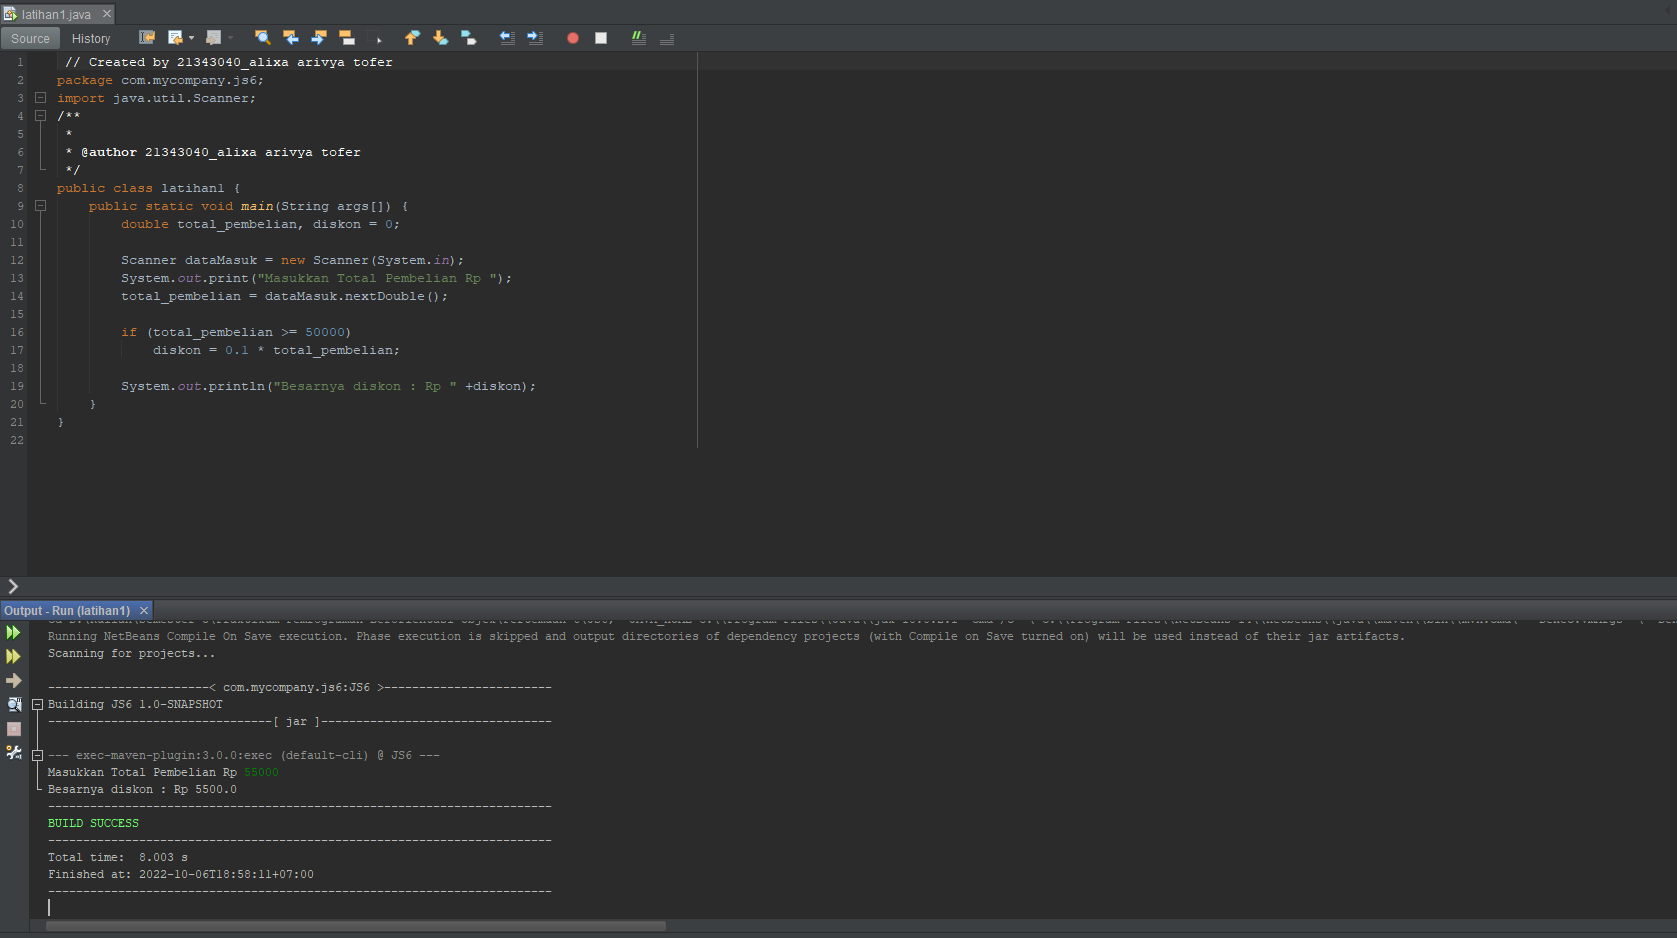 latihan1.java
Source History
1 // Created by 21343040_alixa arivya tofer
2 package com.mycompany.js6;
3 import java.util.Scanner;
4 /**
5 *
6 * @author 21343040_alixa arivya tofer
7 */
8 public class latihan1 {
9 public static void main(String args[]) {
10 double total_pembelian, diskon = 0;
11
12 Scanner dataMasuk = new Scanner(System.in);
13 System.out.print("Masukkan Total Pembelian Rp ");
14 total_pembelian = dataMasuk.nextDouble();
15
16 if (total_pembelian >= 50000)
17 diskon = 0.1 * total_pembelian;
18
19 System.out.println("Besarnya diskon : Rp " +diskon);
20 }
21 }
22
Output - Run (latihan1)
Running NetBeans Compile On Save execution. Phase execution is skipped and output directories of dependency projects (with Compile on Save turned on) will be used instead of their jar artifacts.
Scanning for projects...
-----------------------< com.mycompany.js6:JS6 >------------------------
Building JS6 1.0-SNAPSHOT
--------------------------------[ jar ]---------------------------------
--- exec-maven-plugin:3.0.0:exec (default-cli) @ JS6 ---
Masukkan Total Pembelian Rp 55000
Besarnya diskon : Rp 5500.0
------------------------------------------------------------------------
BUILD SUCCESS
------------------------------------------------------------------------
Total time:  8.003 s
Finished at: 2022-10-06T18:58:11+07:00
------------------------------------------------------------------------